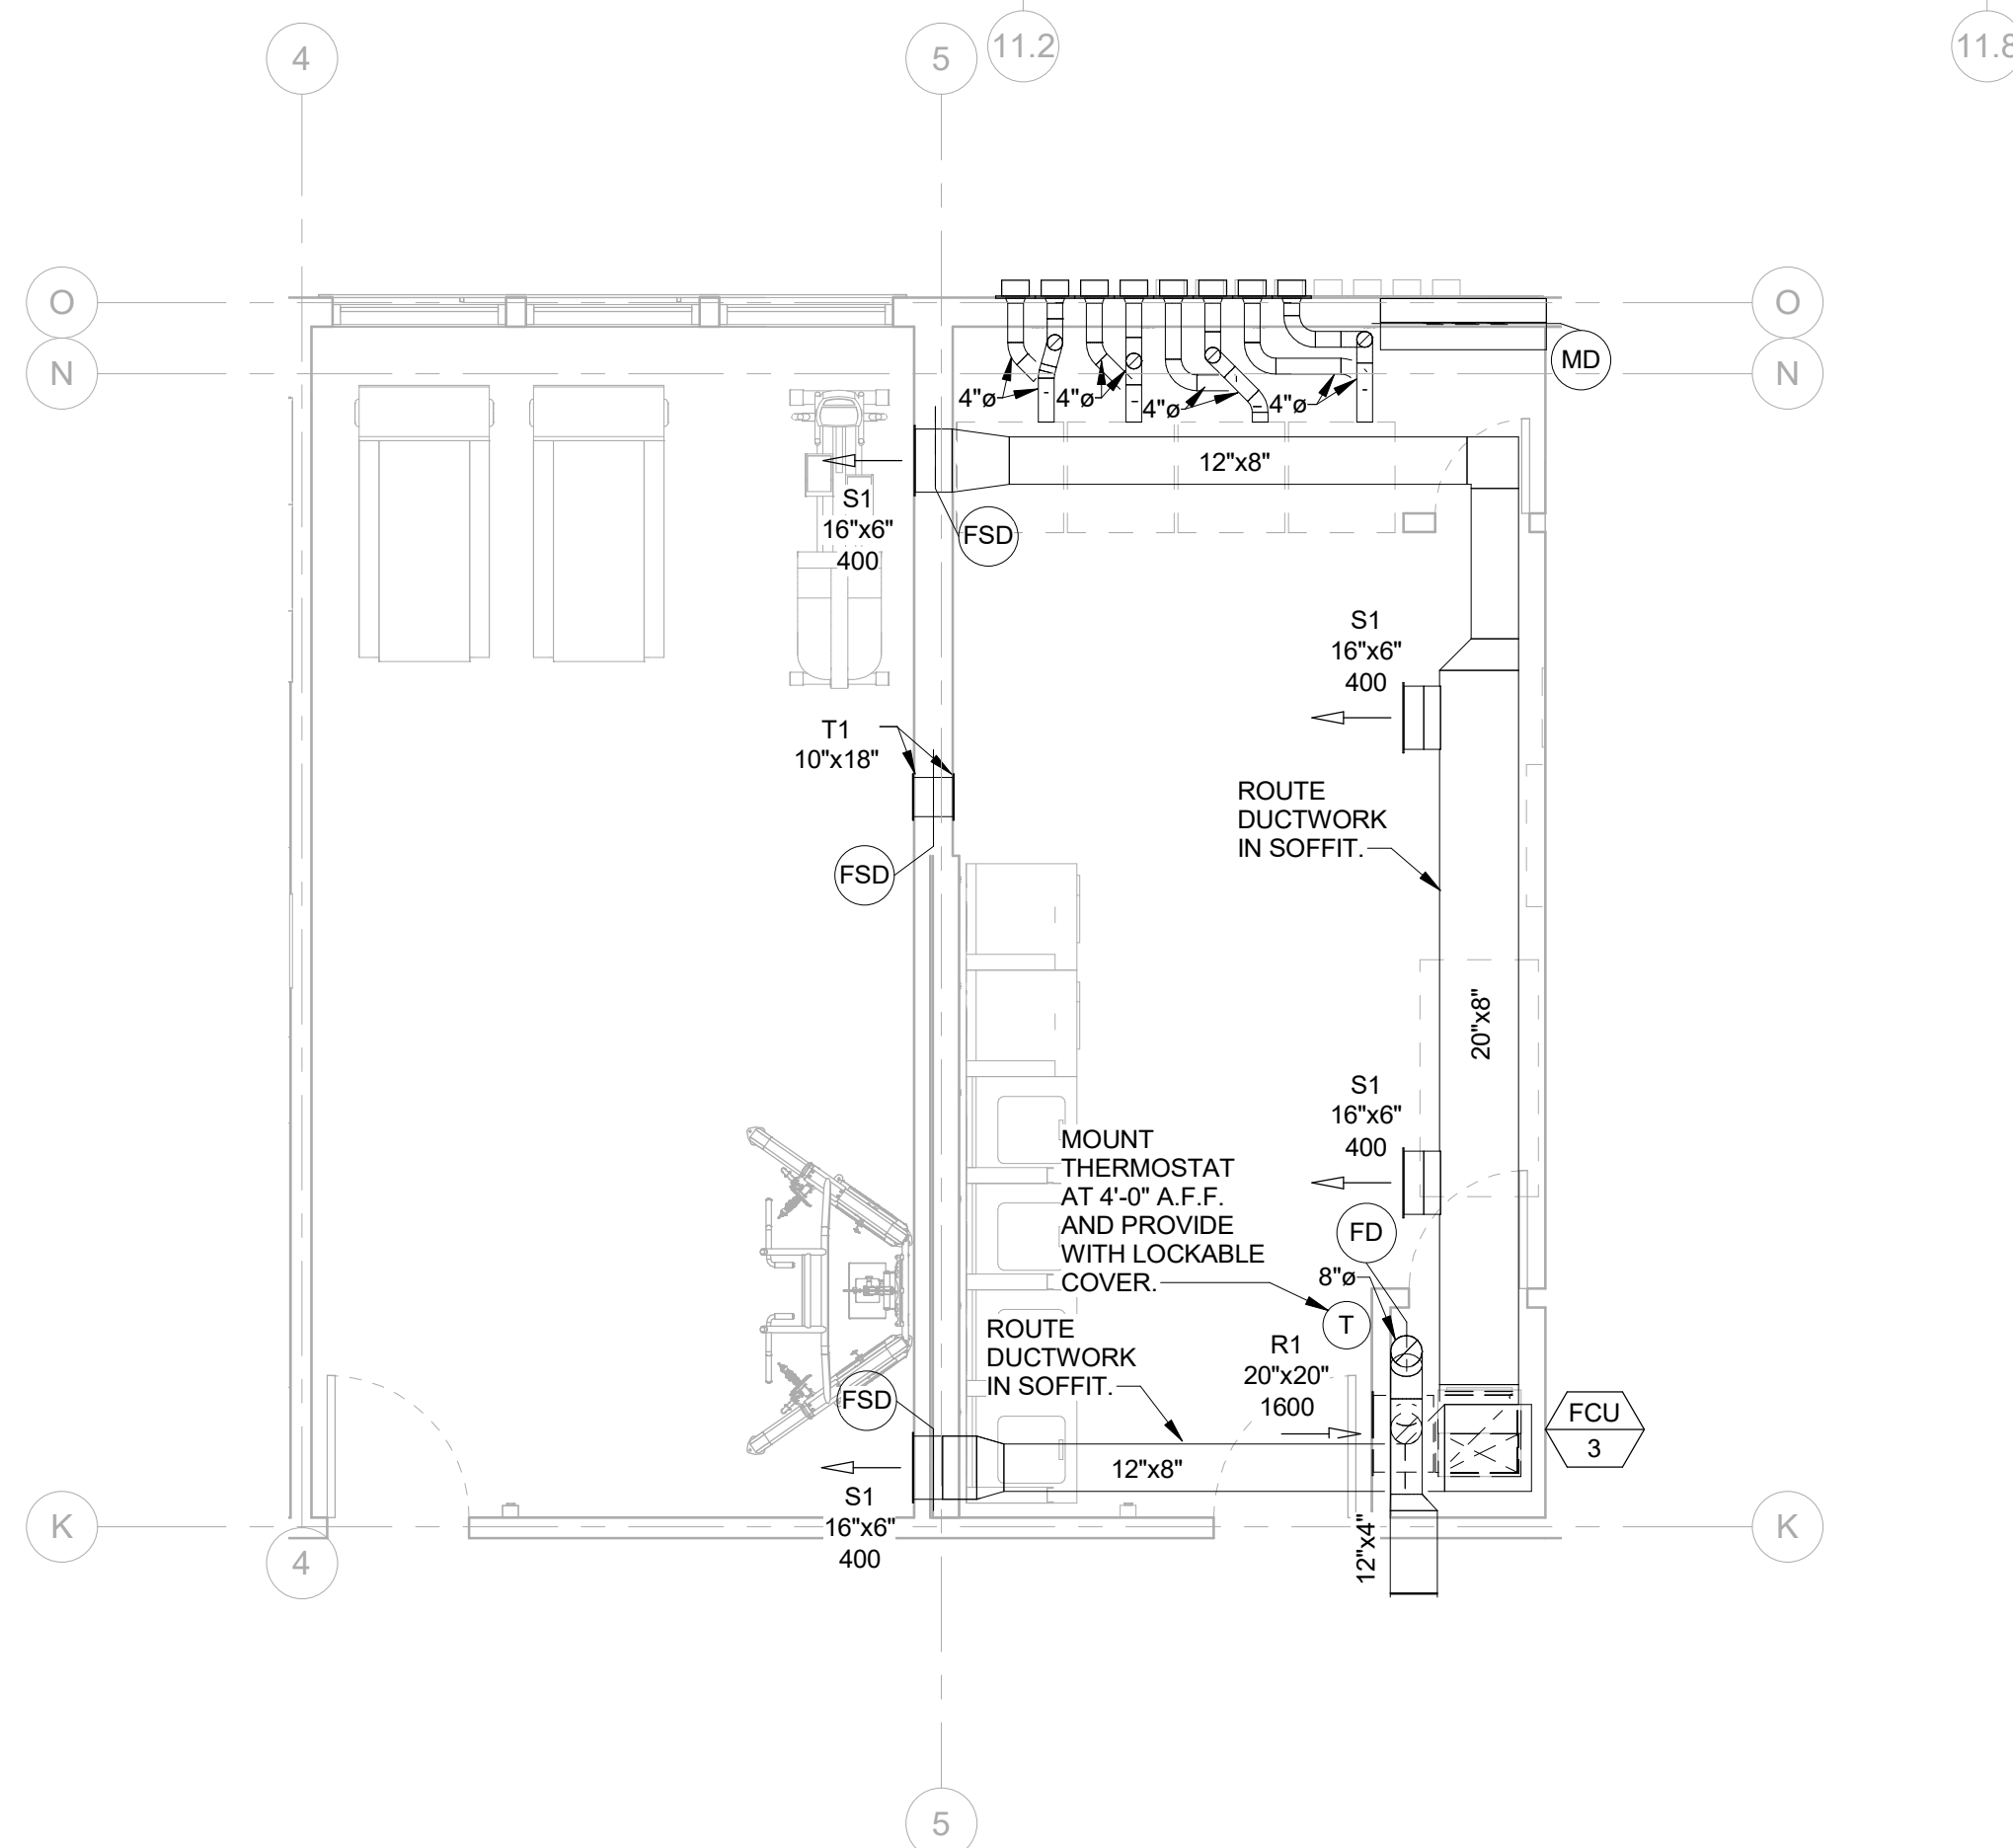 4
5
11.2
11.8
O
O
N
N
MD
4"ø
4"ø
4"ø
4"ø
12"x8"
S1
16"x6"
400
FSD
S1
16"x6"
400
T1
10"x18"
FSD
ROUTE
DUCTWORK
IN SOFFIT.
20"x8"
S1
16"x6"
400
MOUNT
THERMOSTAT
AT 4'-0" A.F.F.
AND PROVIDE
WITH LOCKABLE
COVER.
FD
8"ø
T
ROUTE
DUCTWORK
IN SOFFIT.
R1
20"x20"
1600
FSD
FCU
3
12"x8"
S1
16"x6"
400
12"x4"
K
K
4
5